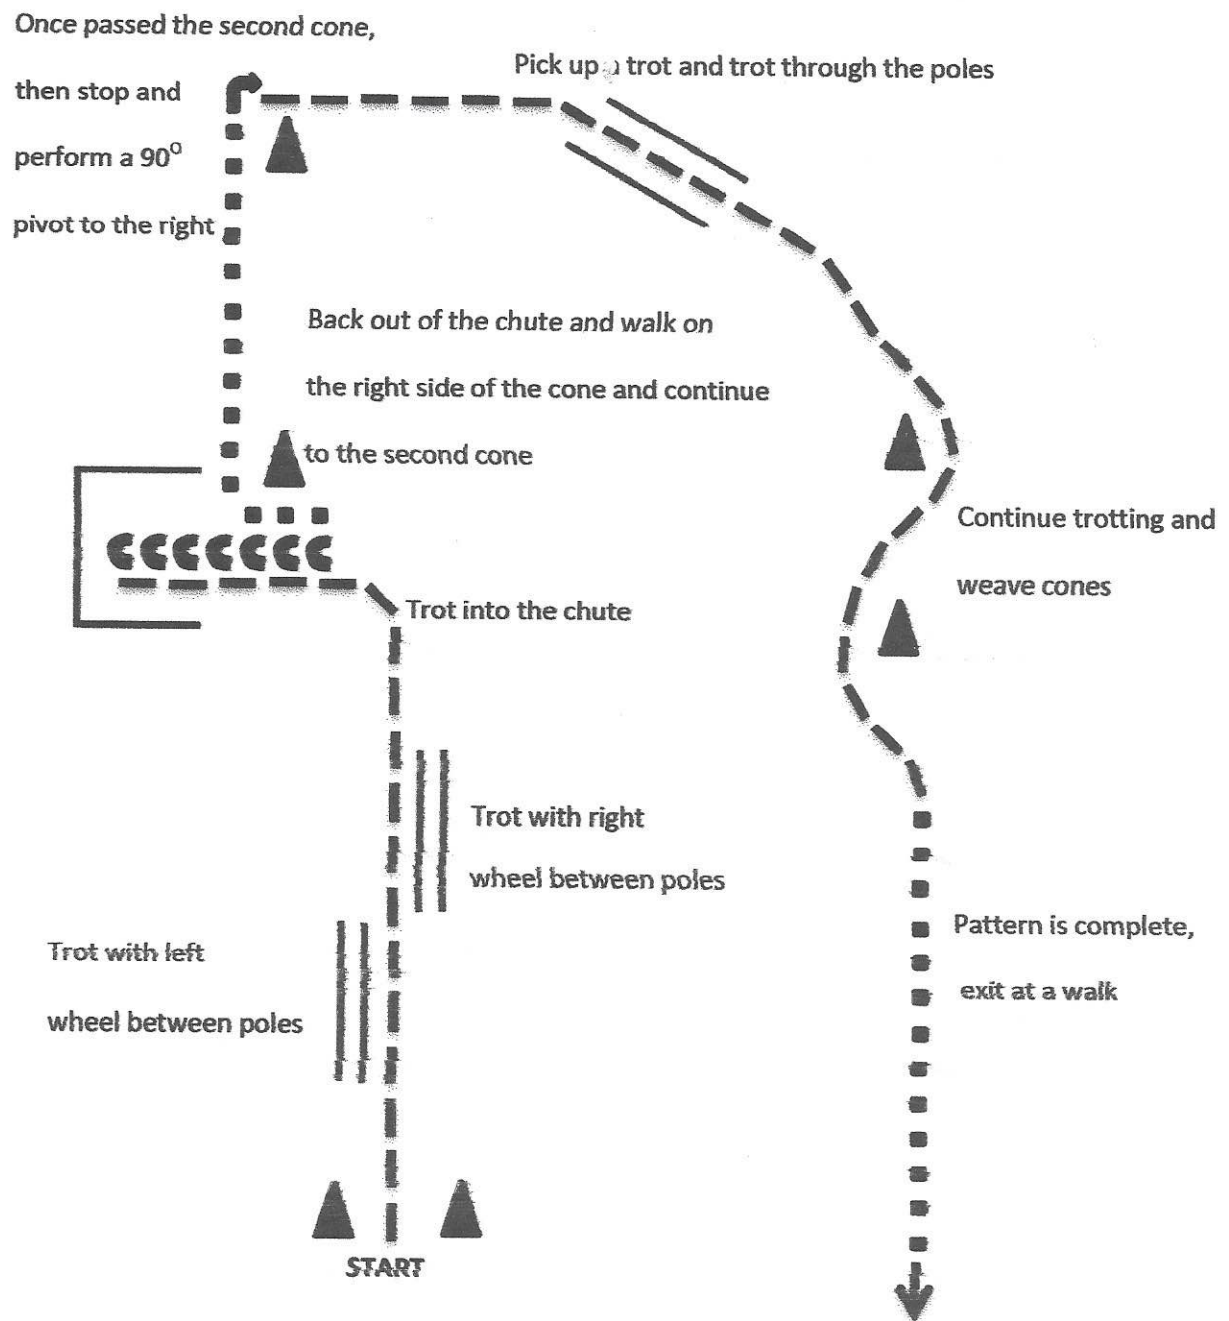 Once passed the second cone,
then stop and
perform a 90°
pivot to the right
Pick up a trot and trot through the poles
Back out of the chute and walk on
the right side of the cone and continue
to the second cone
Continue trotting and
weave cones
Trot into the chute
Trot with right
wheel between poles
Trot with left
wheel between poles
Pattern is complete,
exit at a walk
START